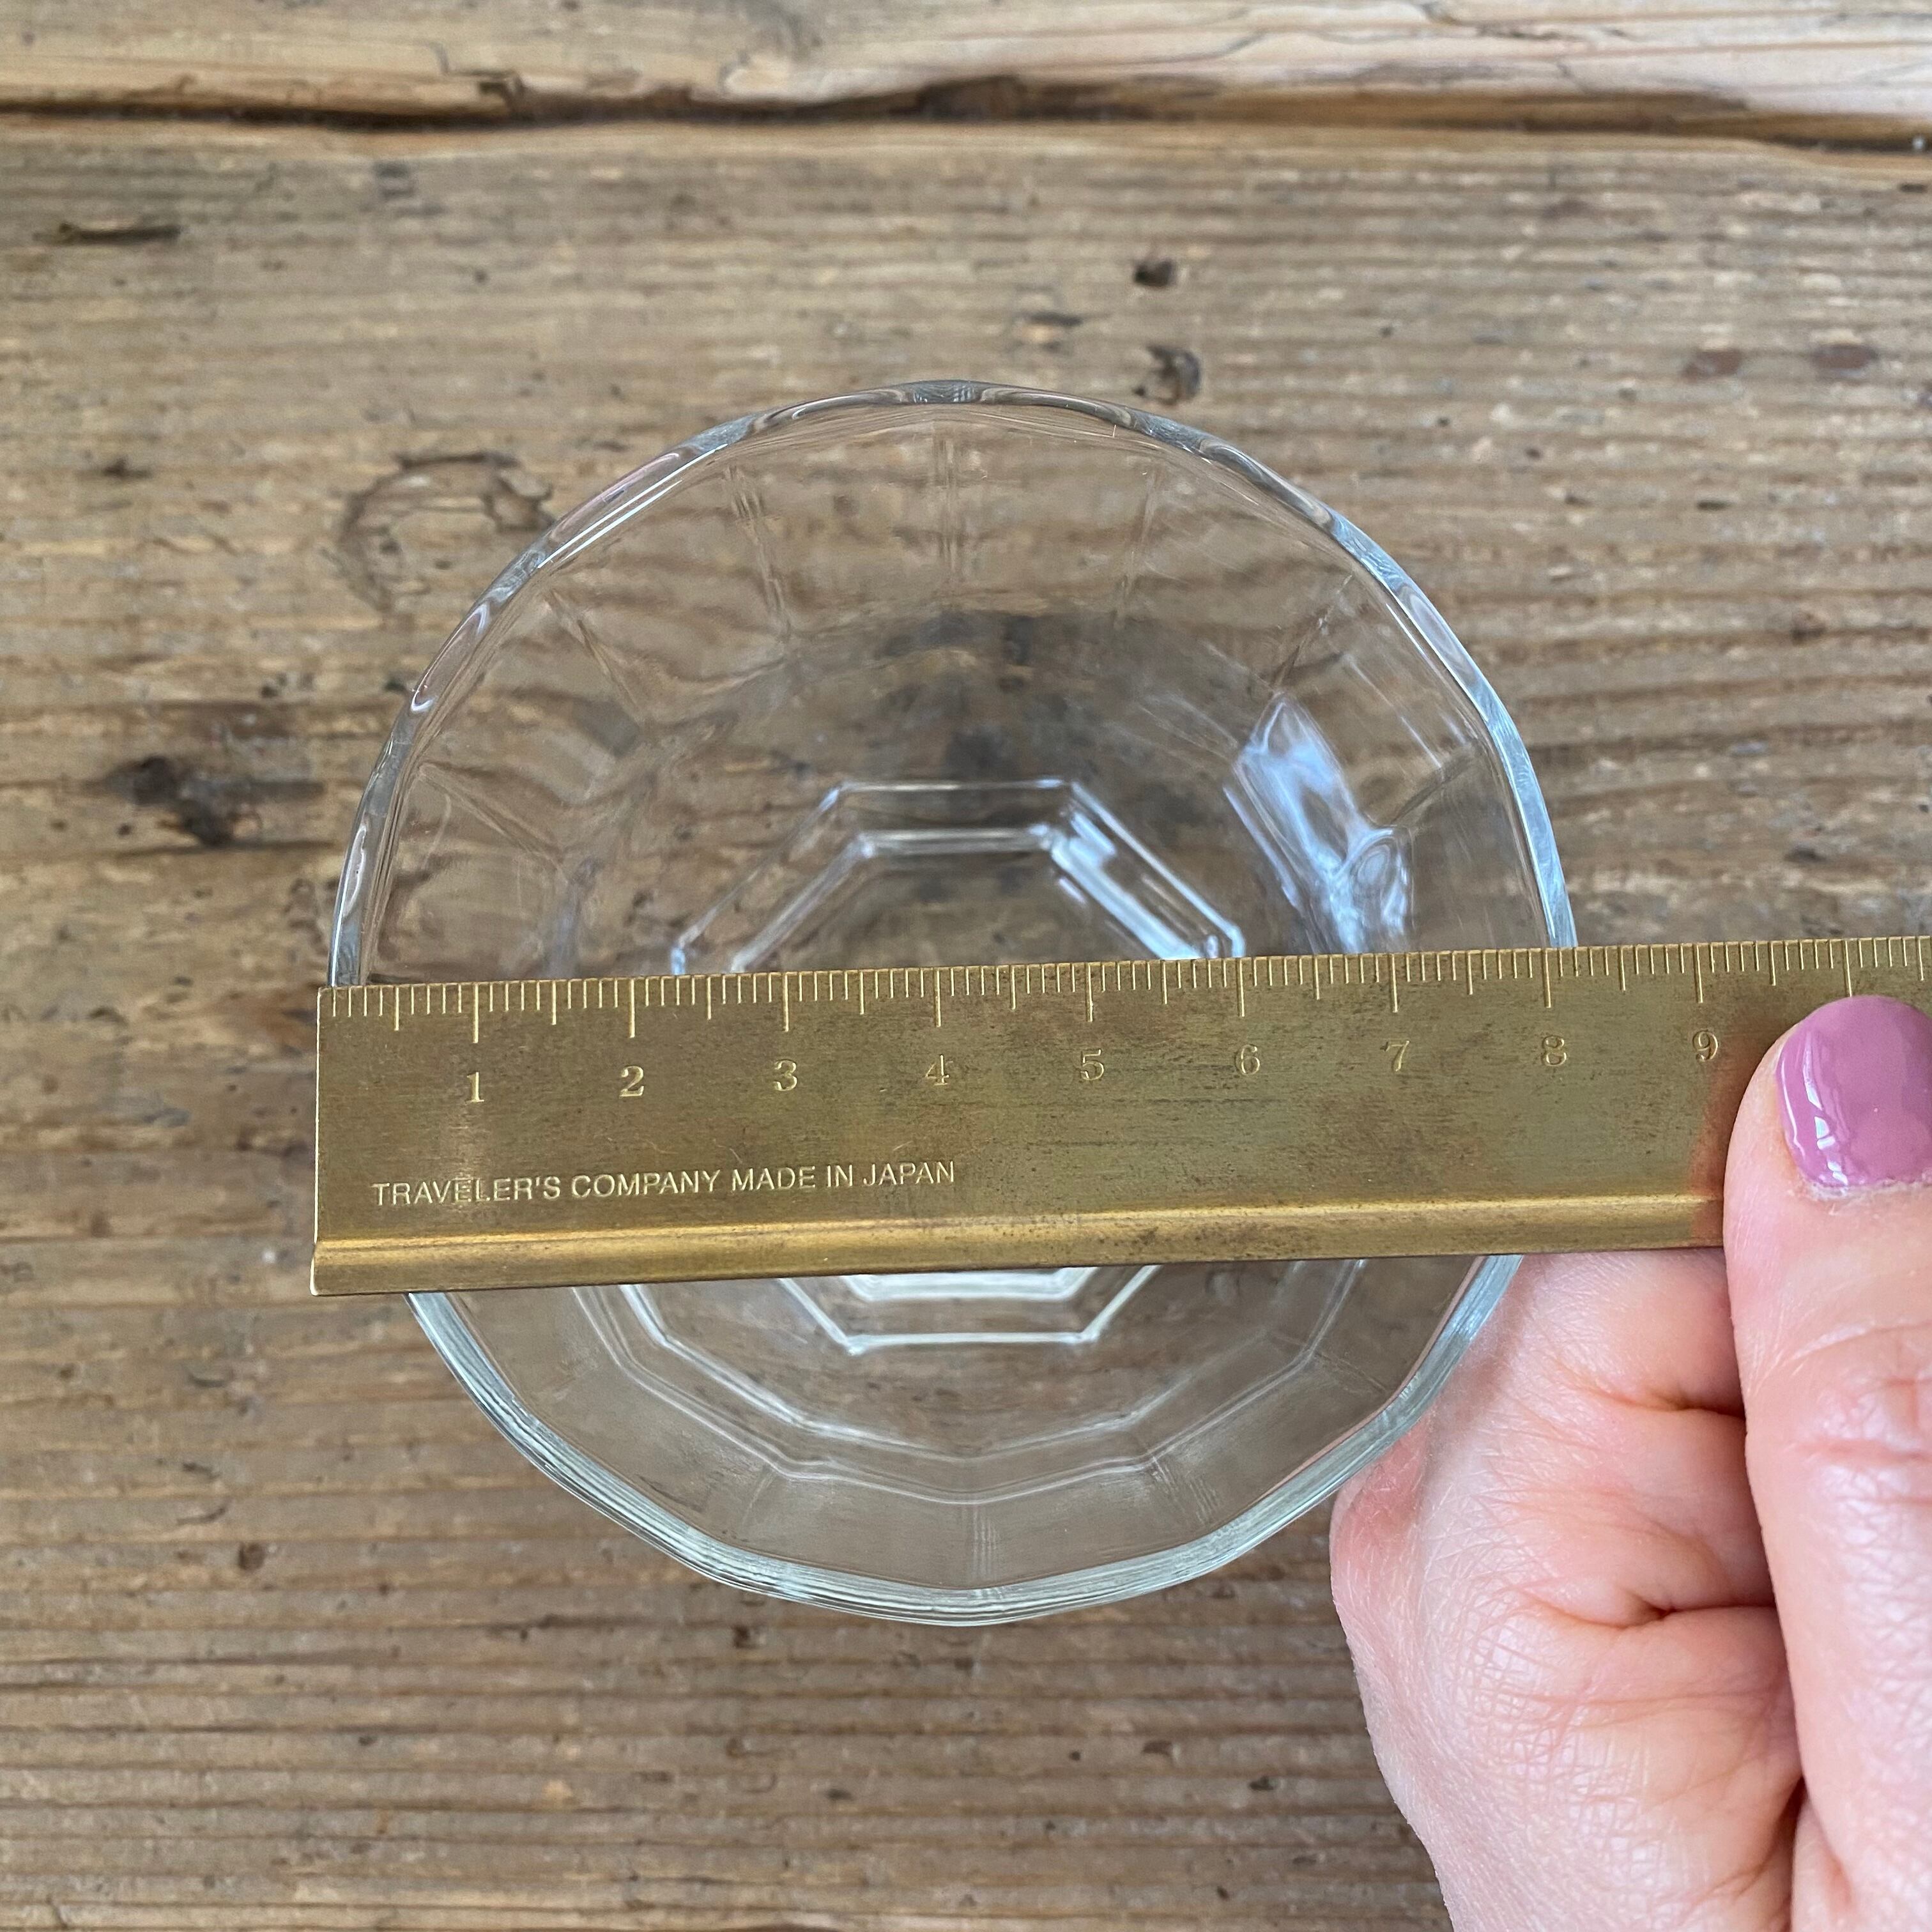 1 2 3 4 5 6 7 8 9
TRAVELER'S COMPANY MADE IN JAPAN